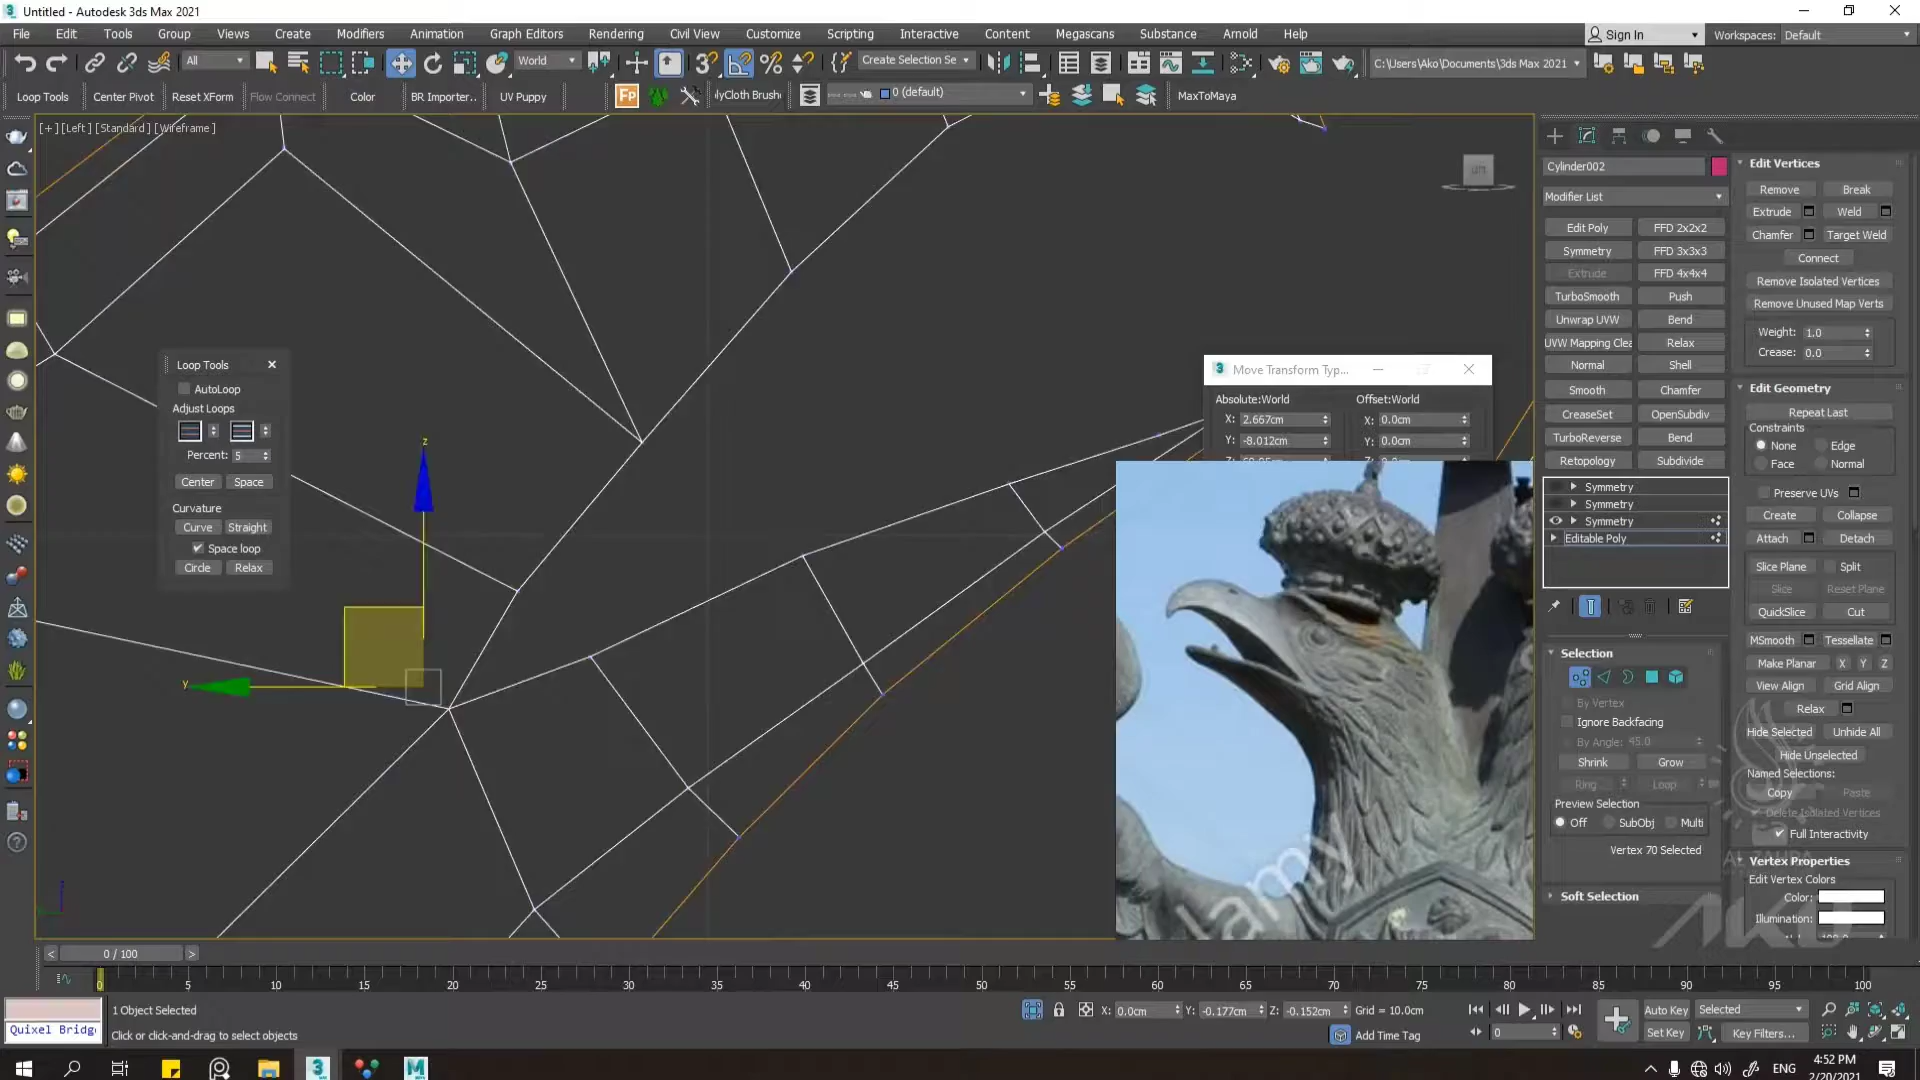 Untitled - Autodesk 3ds Max 2021
File Edit Tools Group Views Create Modifiers Animation Graph Editors Rendering Civil View Customize Scripting Interactive Content Megascans Substance Arnold Help
Sign In Workspaces: Default
All World Create Selection Se C:\Users\Ako\Documents\3ds Max 2021
Loop Tools Center Pivot Reset XForm Flow Connect Color BR Importer.. UV Puppy Fp lyCloth Brushe 0 (default) MaxToMaya
[+] [Left] [Standard] [Wireframe]
Loop Tools
AutoLoop
Adjust Loops
Percent: 5
Center Space
Curvature
Curve Straight
Space loop
Circle Relax
z
y
Move Transform Typ...
Absolute:World Offset:World
X: 2.667cm X: 0.0cm
Y: -8.012cm Y: 0.0cm
Cylinder002
Modifier List
Edit Poly FFD 2x2x2
Symmetry FFD 3x3x3
Extrude FFD 4x4x4
TurboSmooth Push
Unwrap UVW Bend
UVW Mapping Clea Relax
Normal Shell
Smooth Chamfer
CreaseSet OpenSubdiv
TurboReverse Bend
Retopology Subdivide
Symmetry
Symmetry
Symmetry
Editable Poly
Selection
By Vertex
Ignore Backfacing
By Angle: 45.0
Shrink Grow
Ring Loop
Preview Selection
Off SubObj Multi
Vertex 70 Selected
Soft Selection
Edit Vertices
Remove Break
Extrude Weld
Chamfer Target Weld
Connect
Remove Isolated Vertices
Remove Unused Map Verts
Weight: 1.0
Crease: 0.0
Edit Geometry
Repeat Last
Constraints
None Edge
Face Normal
Preserve UVs
Create Collapse
Attach Detach
Slice Plane Split
Slice Reset Plane
QuickSlice Cut
MSmooth Tessellate
Make Planar X Y Z
View Align Grid Align
Relax
Hide Selected Unhide All
Hide Unselected
Named Selections:
Copy Paste
Delete Isolated Vertices
Full Interactivity
Vertex Properties
Edit Vertex Colors
Color:
Illumination:
alamy
AKO
0 / 100
0 5 10 15 20 25 30 35 40 45 50 55 60 65 70 75 80 85 90 95 100
1 Object Selected
X: 0.0cm Y: -0.177cm Z: -0.152cm Grid = 10.0cm
Auto Key Selected
Quixel Bridg
Click or click-and-drag to select objects
Add Time Tag
0
Set Key Key Filters...
ENG
4:52 PM
2/20/2021